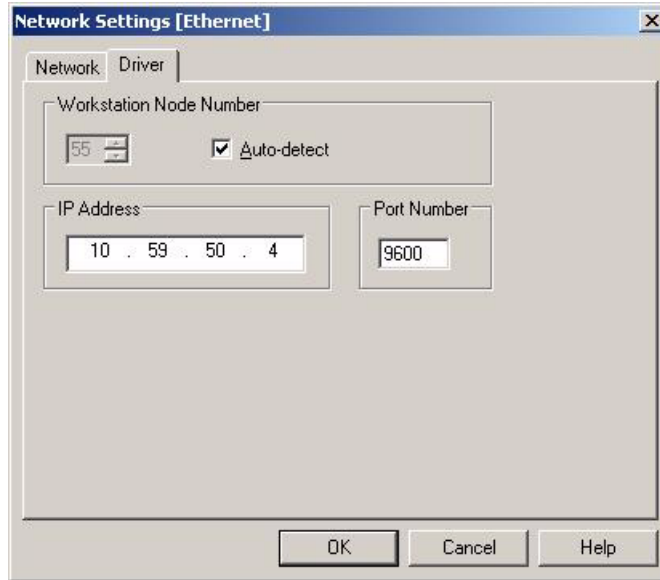 Network Settings [Ethernet]
Network Driver
Workstation Node Number
55 Auto-detect
IP Address Port Number
10 . 59 . 50 . 4 9600
OK Cancel Help